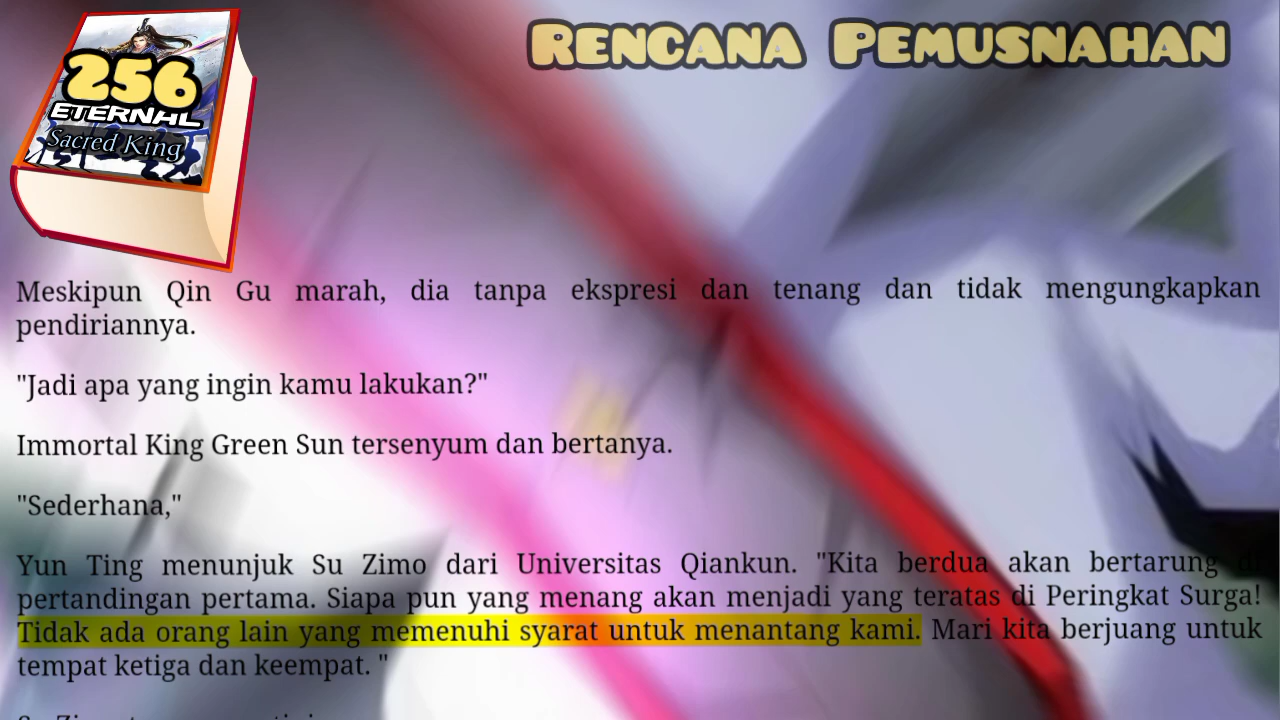 RENCANA PEMUSNAHAN
256
ETERNAL
Sacred King
Meskipun Qin Gu marah, dia tanpa ekspresi dan tenang dan tidak mengungkapkan
pendiriannya.
"Jadi apa yang ingin kamu lakukan?"
Immortal King Green Sun tersenyum dan bertanya.
"Sederhana,"
Yun Ting menunjuk Su Zimo dari Universitas Qiankun. "Kita berdua akan bertarung di
pertandingan pertama. Siapa pun yang menang akan menjadi yang teratas di Peringkat Surga!
Tidak ada orang lain yang memenuhi syarat untuk menantang kami. Mari kita berjuang untuk
tempat ketiga dan keempat. "